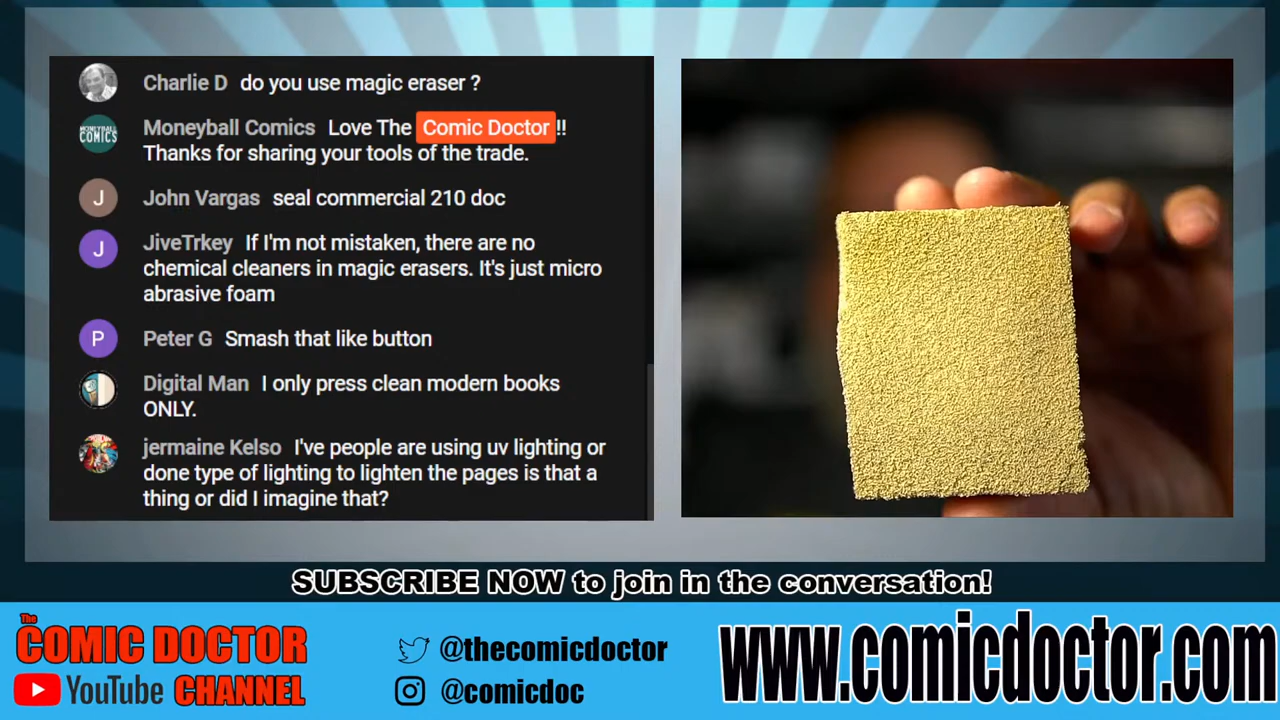 Charlie D do you use magic eraser ?
MONEYBALL
COMICS
Moneyball Comics Love The Comic Doctor !!
Thanks for sharing your tools of the trade.
J
John Vargas seal commercial 210 doc
J
JiveTrkey If I'm not mistaken, there are no
chemical cleaners in magic erasers. It's just micro
abrasive foam
P
Peter G Smash that like button
Digital Man I only press clean modern books
ONLY.
jermaine Kelso I've people are using uv lighting or
done type of lighting to lighten the pages is that a
thing or did I imagine that?
SUBSCRIBE NOW to join in the conversation!
The
COMIC DOCTOR
YouTube CHANNEL
@thecomicdoctor
@comicdoc
www.comicdoctor.com